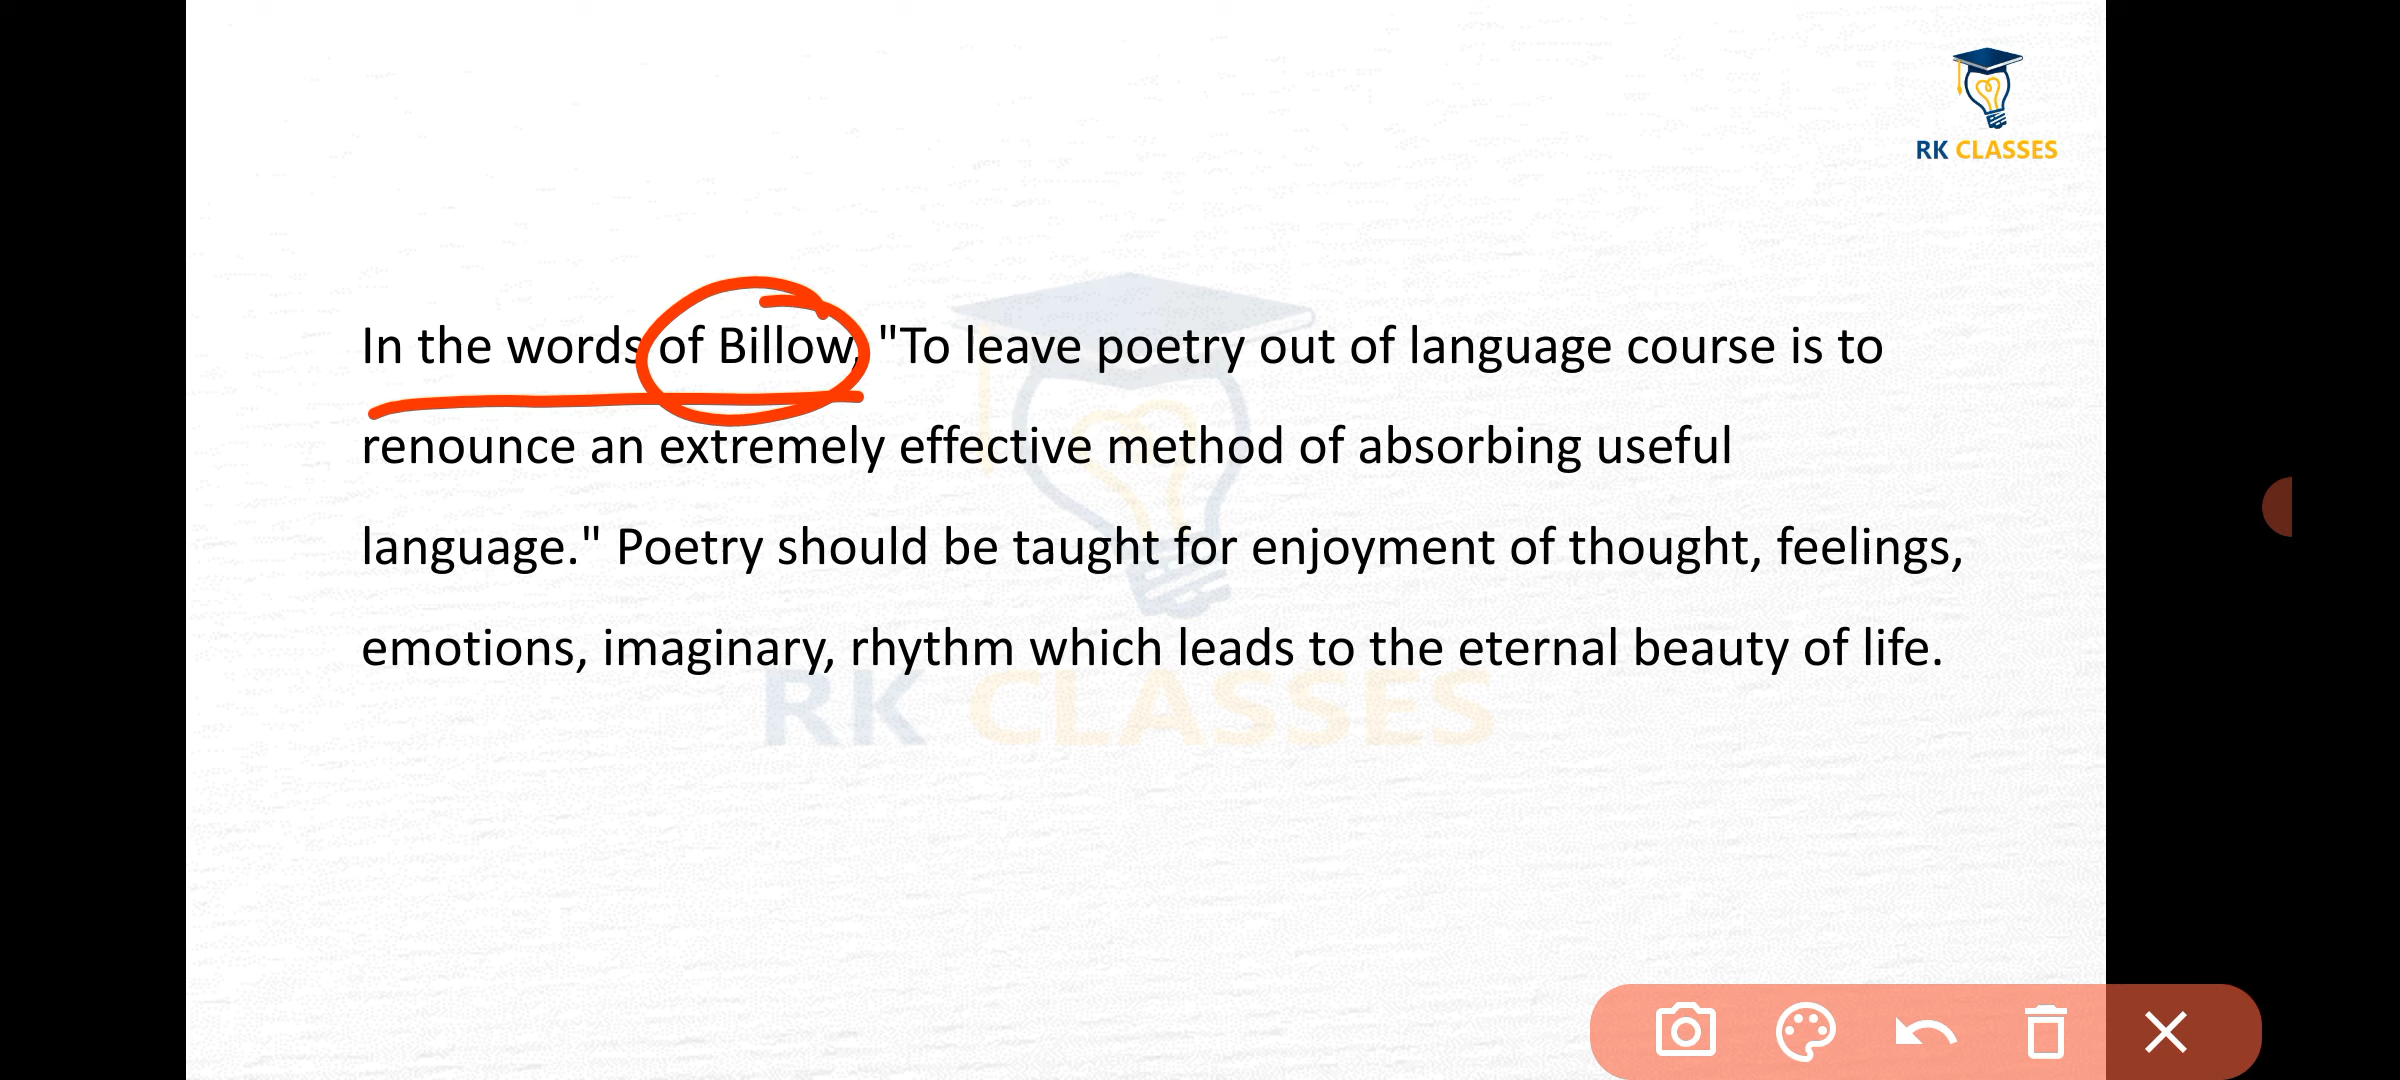 RK CLASSES
In the words of Billow, "To leave poetry out of language course is to
renounce an extremely effective method of absorbing useful
language." Poetry should be taught for enjoyment of thought, feelings,
emotions, imaginary, rhythm which leads to the eternal beauty of life.
RK CLASSES